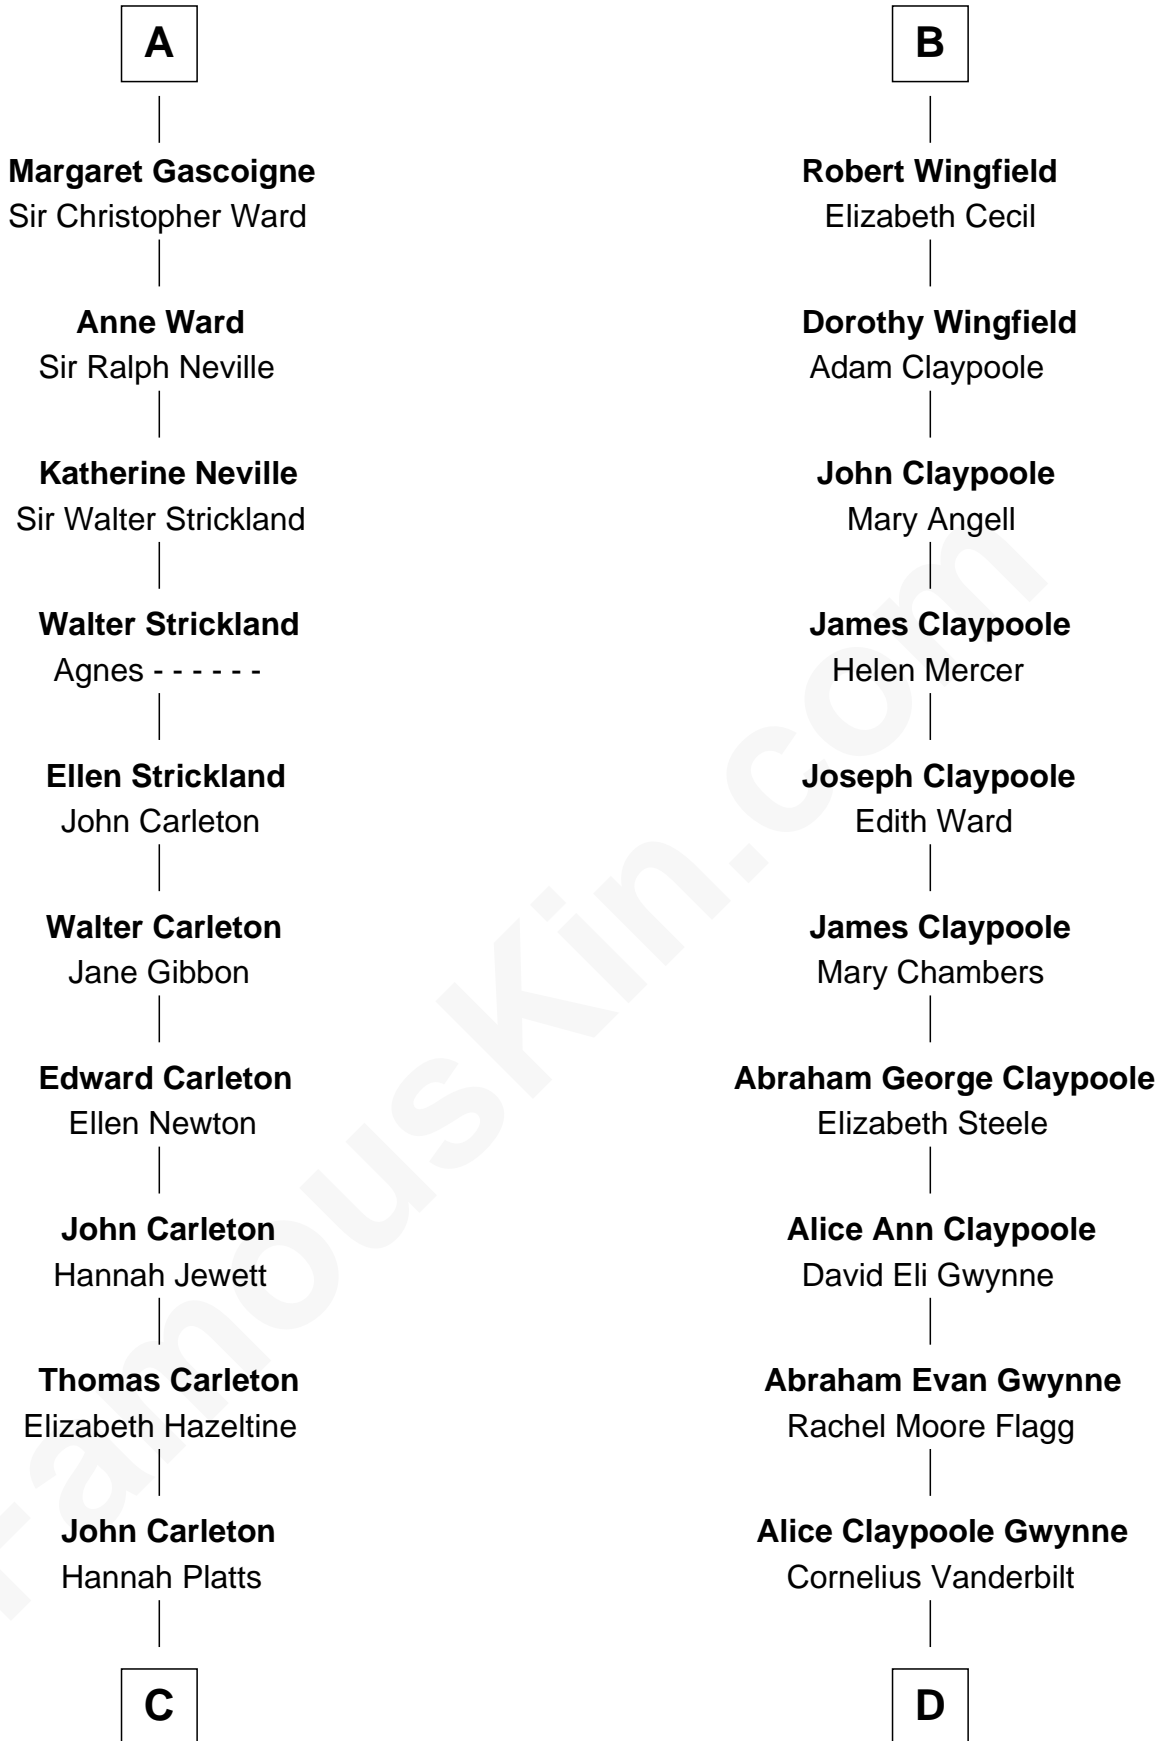 A
Margaret Gascoigne
Sir Christopher Ward
Anne Ward
Sir Ralph Neville
Katherine Neville
Sir Walter Strickland
Walter Strickland
Agnes - - - - - -
Ellen Strickland
John Carleton
Walter Carleton
Jane Gibbon
Edward Carleton
Ellen Newton
John Carleton
Hannah Jewett
Thomas Carleton
Elizabeth Hazeltine
John Carleton
Hannah Platts
C
B
Robert Wingfield
Elizabeth Cecil
Dorothy Wingfield
Adam Claypoole
John Claypoole
Mary Angell
James Claypoole
Helen Mercer
Joseph Claypoole
Edith Ward
James Claypoole
Mary Chambers
Abraham George Claypoole
Elizabeth Steele
Alice Ann Claypoole
David Eli Gwynne
Abraham Evan Gwynne
Rachel Moore Flagg
Alice Claypoole Gwynne
Cornelius Vanderbilt
D
FamousKin.com